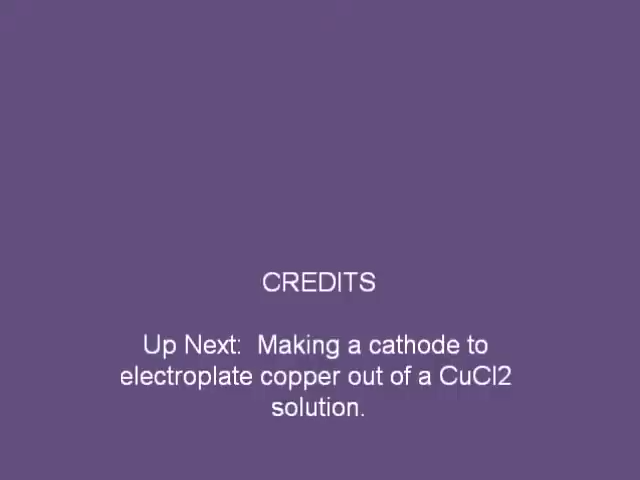 CREDITS
Up Next:  Making a cathode to
electroplate copper out of a CuCl2
solution.